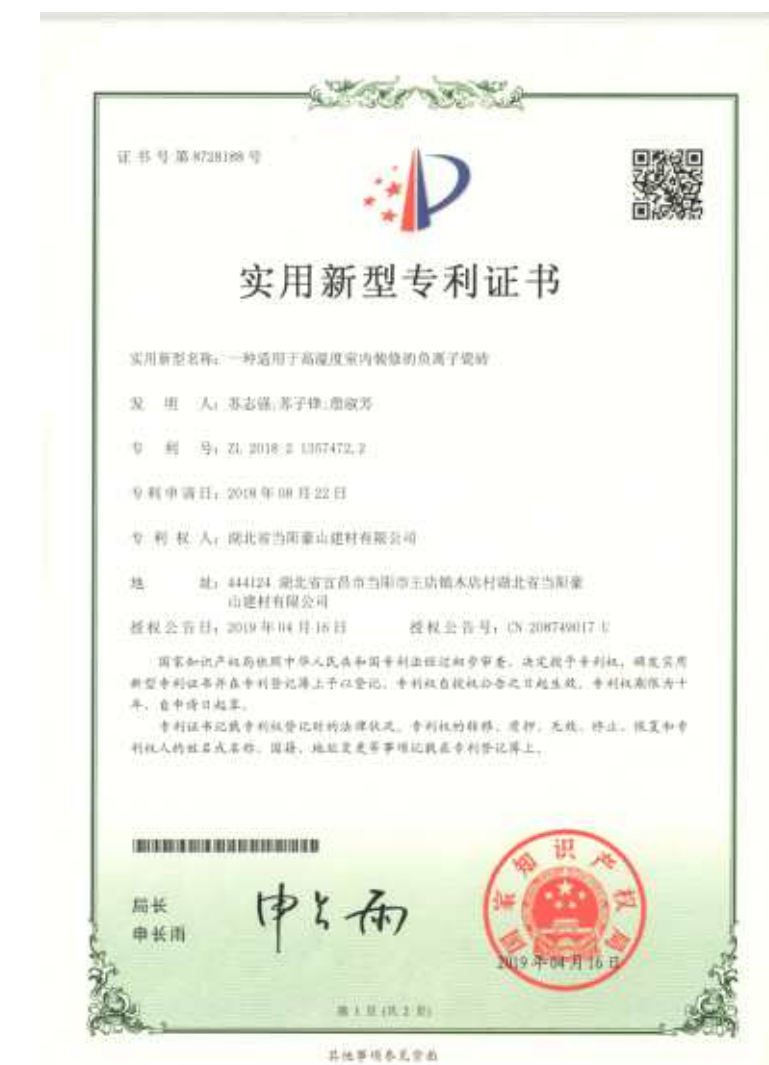 证书号第8728188号
实用新型专利证书
实用新型名称：一种适用于高湿度室内装修的负离子瓷砖
发 明 人：苏志强;苏子锋;詹淑芳
专 利 号：ZL 2018 2 1357472.2
专利申请日：2018年08月22日
专 利 权 人：湖北省当阳豪山建材有限公司
地 址：444124 湖北省宜昌市当阳市王店镇木店村湖北省当阳豪
山建材有限公司
授权公告日：2019年04月16日 授权公告号：CN 208749017 U
国家知识产权局依照中华人民共和国专利法经过初步审查，决定授予专利权，颁发实用
新型专利证书并在专利登记簿上予以登记。专利权自授权公告之日起生效。专利权期限为十
年，自申请日起算。
专利证书记载专利权登记时的法律状况。专利权的转移、质押、无效、终止、恢复和专
利权人的姓名或名称、国籍、地址变更等事项记载在专利登记簿上。
局长
申长雨
申长雨
国家知识产权局
2019年04月16日
第 1 页 (共 2 页)
其他事项参见背面